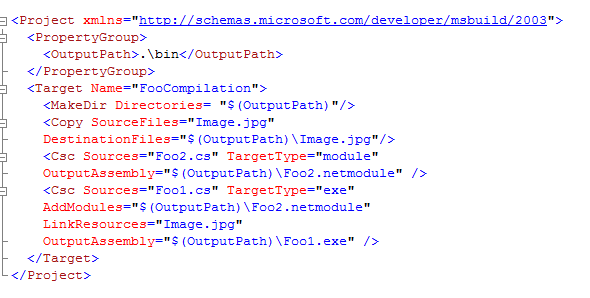 <Project xmlns="http://schemas.microsoft.com/developer/msbuild/2003">
<PropertyGroup>
<OutputPath>.\bin</OutputPath>
</PropertyGroup>
<Target Name="FooCompilation">
<MakeDir Directories= "$(OutputPath)"/>
<Copy SourceFiles="Image.jpg"
DestinationFiles="$(OutputPath)\Image.jpg"/>
<Csc Sources="Foo2.cs" TargetType="module"
OutputAssembly="$(OutputPath)\Foo2.netmodule" />
<Csc Sources="Foo1.cs" TargetType="exe"
AddModules="$(OutputPath)\Foo2.netmodule"
LinkResources="Image.jpg"
OutputAssembly="$(OutputPath)\Foo1.exe" />
</Target>
</Project>